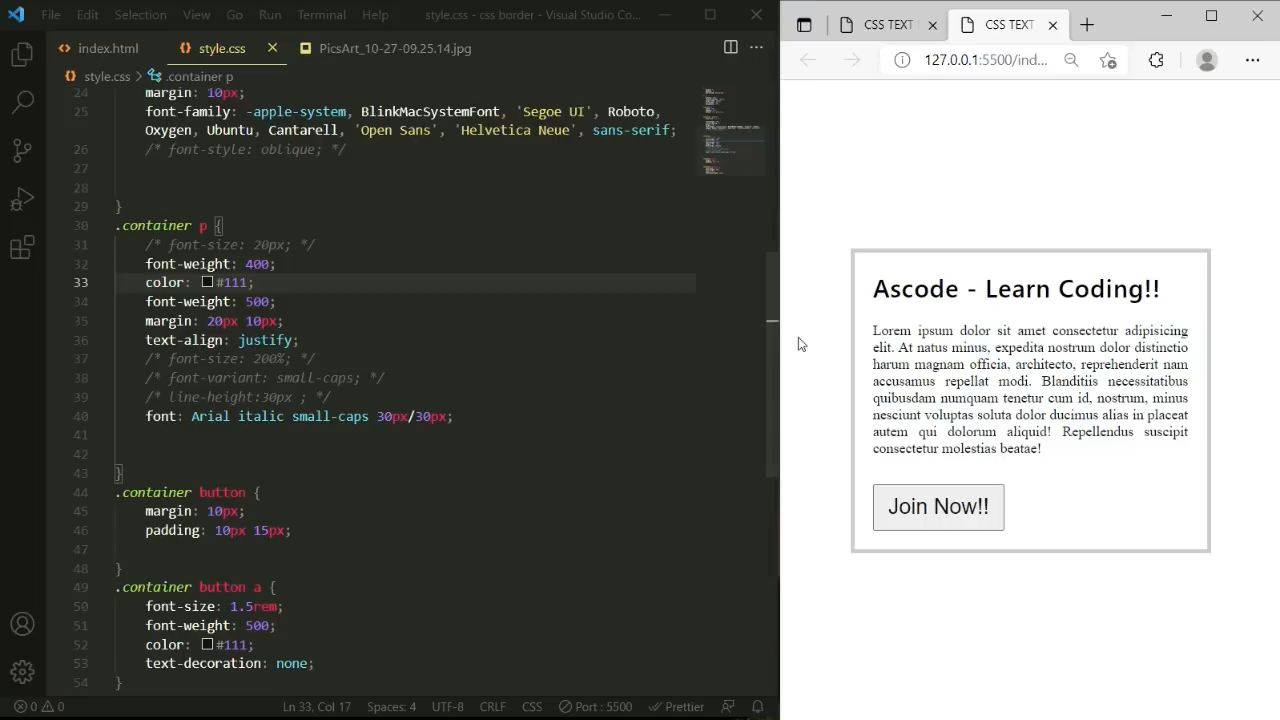 File Edit Selection View Go Run Terminal Help style.css - css border - Visual Studio Co...
index.html style.css PicsArt_10-27-09.25.14.jpg
style.css > .container p
24 margin: 10px;
25 font-family: -apple-system, BlinkMacSystemFont, 'Segoe UI', Roboto,
Oxygen, Ubuntu, Cantarell, 'Open Sans', 'Helvetica Neue', sans-serif;
26 /* font-style: oblique; */
27
28
29 }
30 .container p {
31 /* font-size: 20px; */
32 font-weight: 400;
33 color: #111;
34 font-weight: 500;
35 margin: 20px 10px;
36 text-align: justify;
37 /* font-size: 200%; */
38 /* font-variant: small-caps; */
39 /* line-height:30px ; */
40 font: Arial italic small-caps 30px/30px;
41
42
43 }
44 .container button {
45 margin: 10px;
46 padding: 10px 15px;
47
48 }
49 .container button a {
50 font-size: 1.5rem;
51 font-weight: 500;
52 color: #111;
53 text-decoration: none;
54 }
0 0 Ln 33, Col 17 Spaces: 4 UTF-8 CRLF CSS Port : 5500 Prettier
CSS TEXT CSS TEXT
127.0.0.1:5500/ind...
Ascode - Learn Coding!!
Lorem ipsum dolor sit amet consectetur adipisicing
elit. At natus minus, expedita nostrum dolor distinctio
harum magnam officia, architecto, reprehenderit nam
accusamus repellat modi. Blanditiis necessitatibus
quibusdam numquam tenetur cum id, nostrum, minus
nesciunt voluptas soluta dolor ducimus alias in placeat
autem qui dolorum aliquid! Repellendus suscipit
consectetur molestias beatae!
Join Now!!